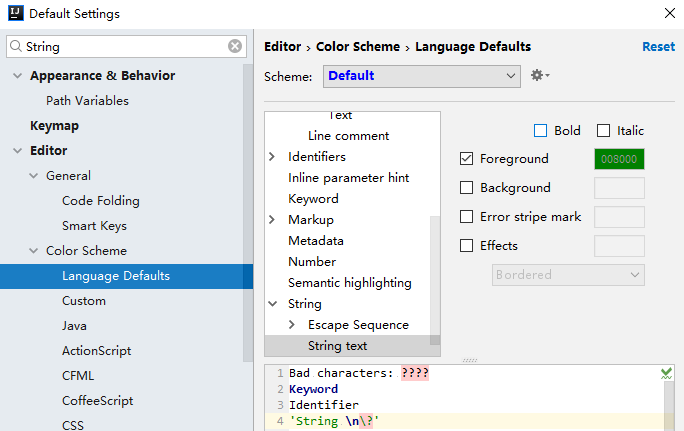 IJ Default Settings
String
Appearance & Behavior
Path Variables
Keymap
Editor
General
Code Folding
Smart Keys
Color Scheme
Language Defaults
Custom
Java
ActionScript
CFML
CoffeeScript
CSS
Editor › Color Scheme › Language Defaults
Reset
Scheme: Default
Text
Line comment
Identifiers
Inline parameter hint
Keyword
Markup
Metadata
Number
Semantic highlighting
String
Escape Sequence
String text
Bold Italic
Foreground 008000
Background
Error stripe mark
Effects
Bordered
1 Bad characters: ????
2 Keyword
3 Identifier
4 'String \n\?'